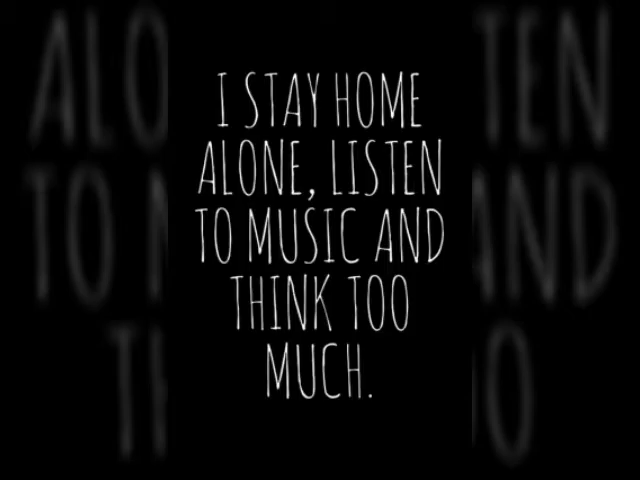 I STAY HOME
ALONE, LISTEN
TO MUSIC AND
THINK TOO
MUCH.